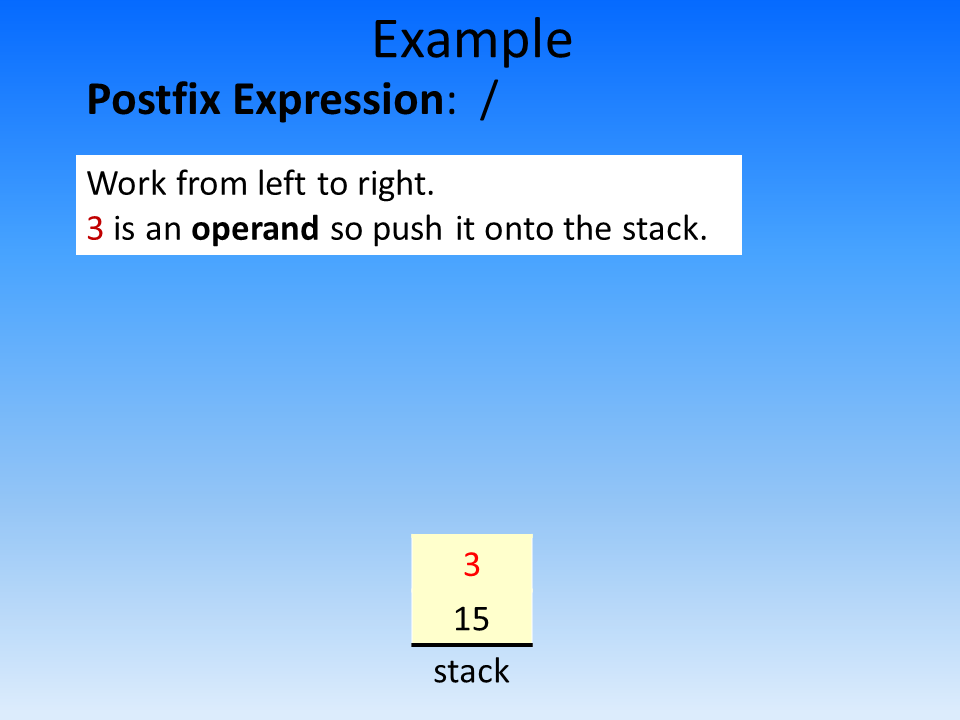 Example
Postfix Expression: /
Work from left to right.
3 is an operand so push it onto the stack.
3
15
stack